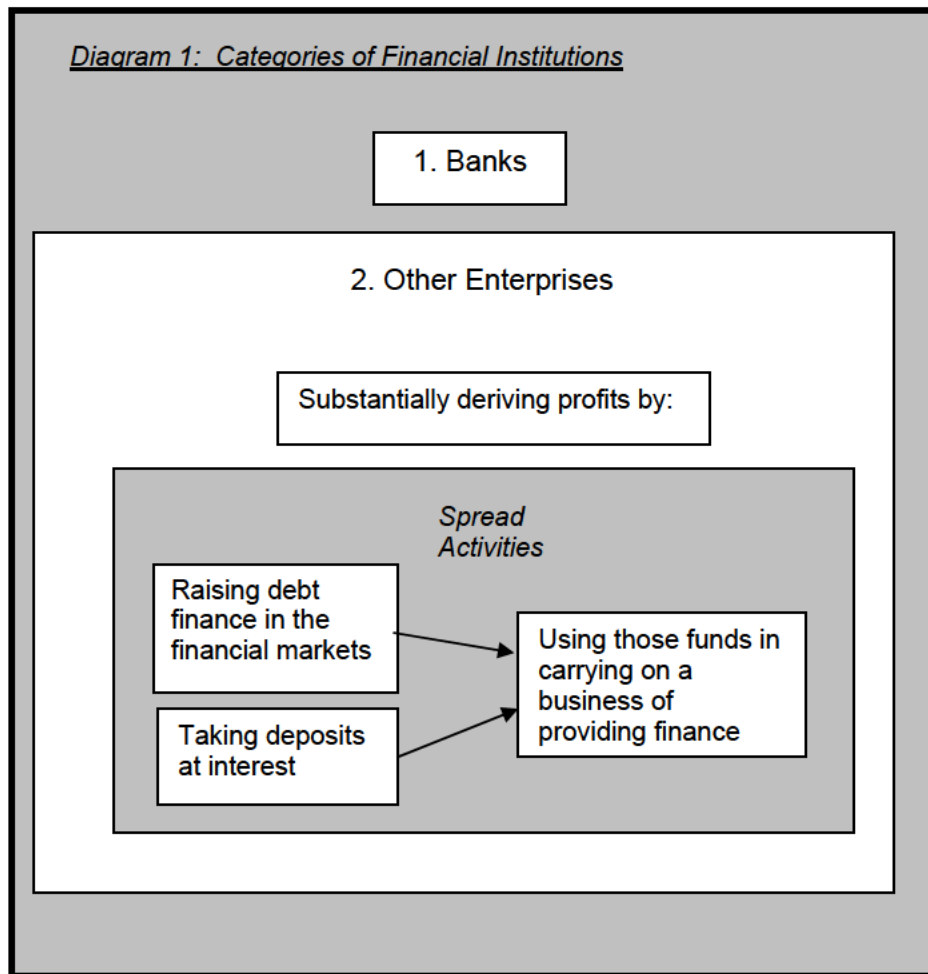 Diagram 1:  Categories of Financial Institutions
1. Banks
2. Other Enterprises
Substantially deriving profits by:
Spread
Activities
Raising debt
finance in the
financial markets
Taking deposits
at interest
Using those funds in
carrying on a
business of
providing finance